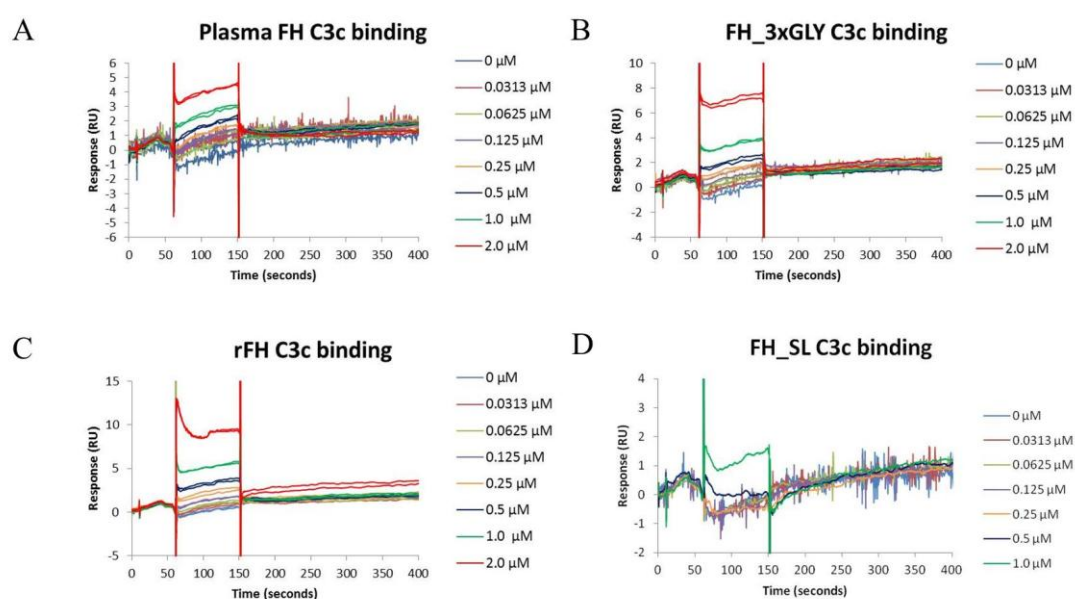 A
Plasma FH C3c binding
Response (RU)
6
5
4
3
2
1
0
-1
-2
-3
-4
-5
-6
0 50 100 150 200 250 300 350 400
Time (seconds)
0 µM
0.0313 µM
0.0625 µM
0.125 µM
0.25 µM
0.5 µM
1.0 µM
2.0 µM
B
FH_3xGLY C3c binding
Response (RU)
10
8
6
4
2
0
-2
-4
0 50 100 150 200 250 300 350 400
Time (seconds)
0 µM
0.0313 µM
0.0625 µM
0.125 µM
0.25 µM
0.5 µM
1.0 µM
2.0 µM
C
rFH C3c binding
Response (RU)
15
10
5
0
-5
0 50 100 150 200 250 300 350 400
Time (seconds)
0 µM
0.0313 µM
0.0625 µM
0.125 µM
0.25 µM
0.5 µM
1.0 µM
2.0 µM
D
FH_SL C3c binding
Response (RU)
4
3
2
1
0
-1
-2
0 50 100 150 200 250 300 350 400
Time (seconds)
0 µM
0.0313 µM
0.0625 µM
0.125 µM
0.25 µM
0.5 µM
1.0 µM